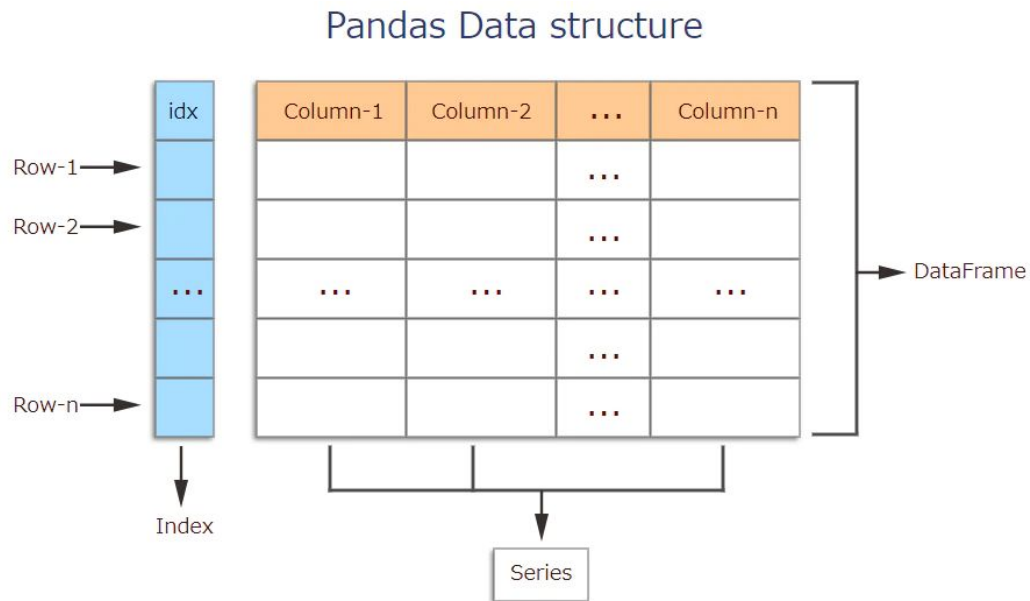 Pandas Data structure
idx Column-1 Column-2 ... Column-n
Row-1 ...
Row-2 ...
... ... ... ... ...
...
Row-n ...
DataFrame
Index
Series